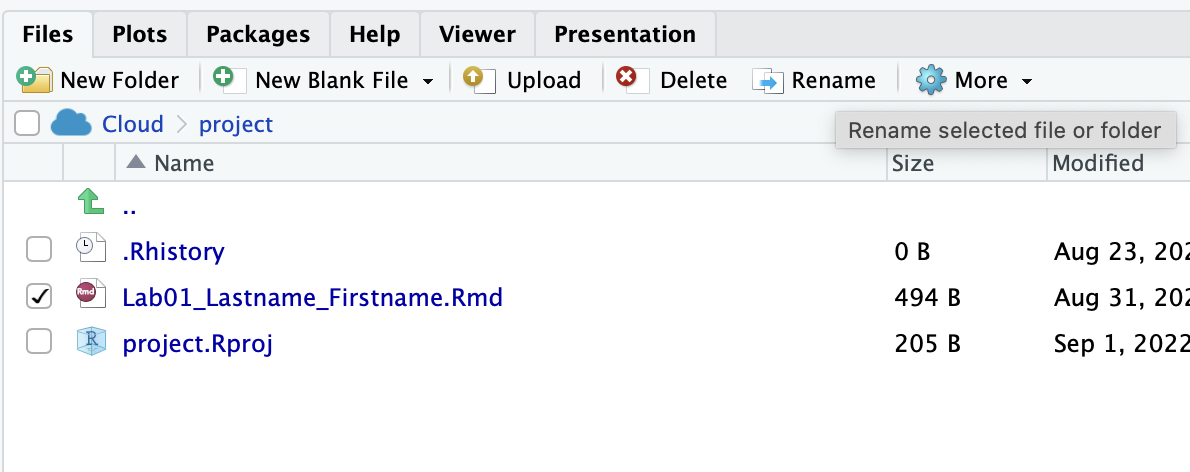 Files Plots Packages Help Viewer Presentation
New Folder New Blank File Upload Delete Rename More
Cloud project
Rename selected file or folder
Name Size Modified
..
.Rhistory 0 B Aug 23,
Rmd Lab01_Lastname_Firstname.Rmd 494 B Aug 31,
R project.Rproj 205 B Sep 1, 2022